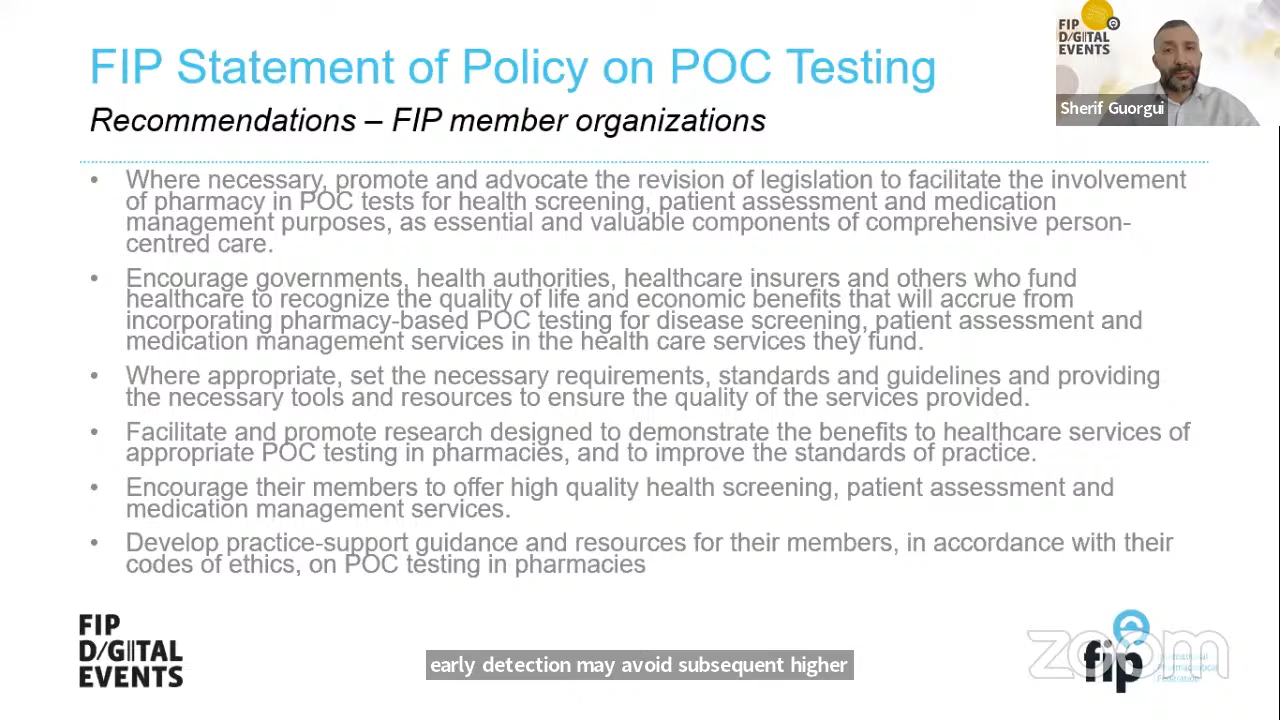 FIP Statement of Policy on POC Testing
Recommendations – FIP member organizations
FIP
D/G/TAL
EVENTS
Sherif Guorgui
• Where necessary, promote and advocate the revision of legislation to facilitate the involvement
of pharmacy in POC tests for health screening, patient assessment and medication
management purposes, as essential and valuable components of comprehensive person-
centred care.
• Encourage governments, health authorities, healthcare insurers and others who fund
healthcare to recognize the quality of life and economic benefits that will accrue from
incorporating pharmacy-based POC testing for disease screening, patient assessment and
medication management services in the health care services they fund.
• Where appropriate, set the necessary requirements, standards and guidelines and providing
the necessary tools and resources to ensure the quality of the services provided.
• Facilitate and promote research designed to demonstrate the benefits to healthcare services of
appropriate POC testing in pharmacies, and to improve the standards of practice.
• Encourage their members to offer high quality health screening, patient assessment and
medication management services.
• Develop practice-support guidance and resources for their members, in accordance with their
codes of ethics, on POC testing in pharmacies
FIP
D/G/TAL
EVENTS
early detection may avoid subsequent higher
zoom
fip
Pharmaceutical
Federation